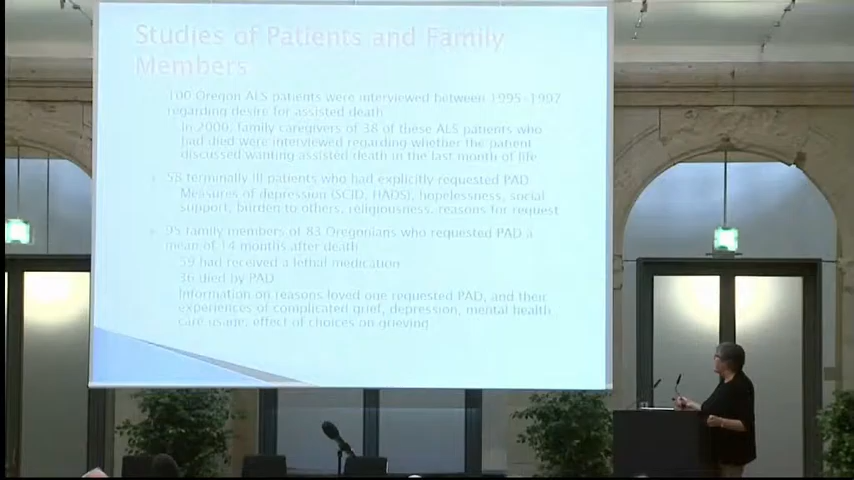 Studies of Patients and Family
Members
100 Oregon ALS patients were interviewed between 1995-1997
regarding desire for assisted death
In 2000, family caregivers of 38 of these ALS patients who
had died were interviewed regarding whether the patient
discussed wanting assisted death in the last month of life
58 terminally ill patients who had explicitly requested PAD
Measures of depression (SCID, HADS), hopelessness, social
support, burden to others, religiousness, reasons for request
95 family members of 83 Oregonians who requested PAD a
mean of 14 months after death
59 had received a lethal medication
36 died by PAD
Information on reasons loved one requested PAD, and their
experiences of complicated grief, depression, mental health
care usage, effect of choices on grieving